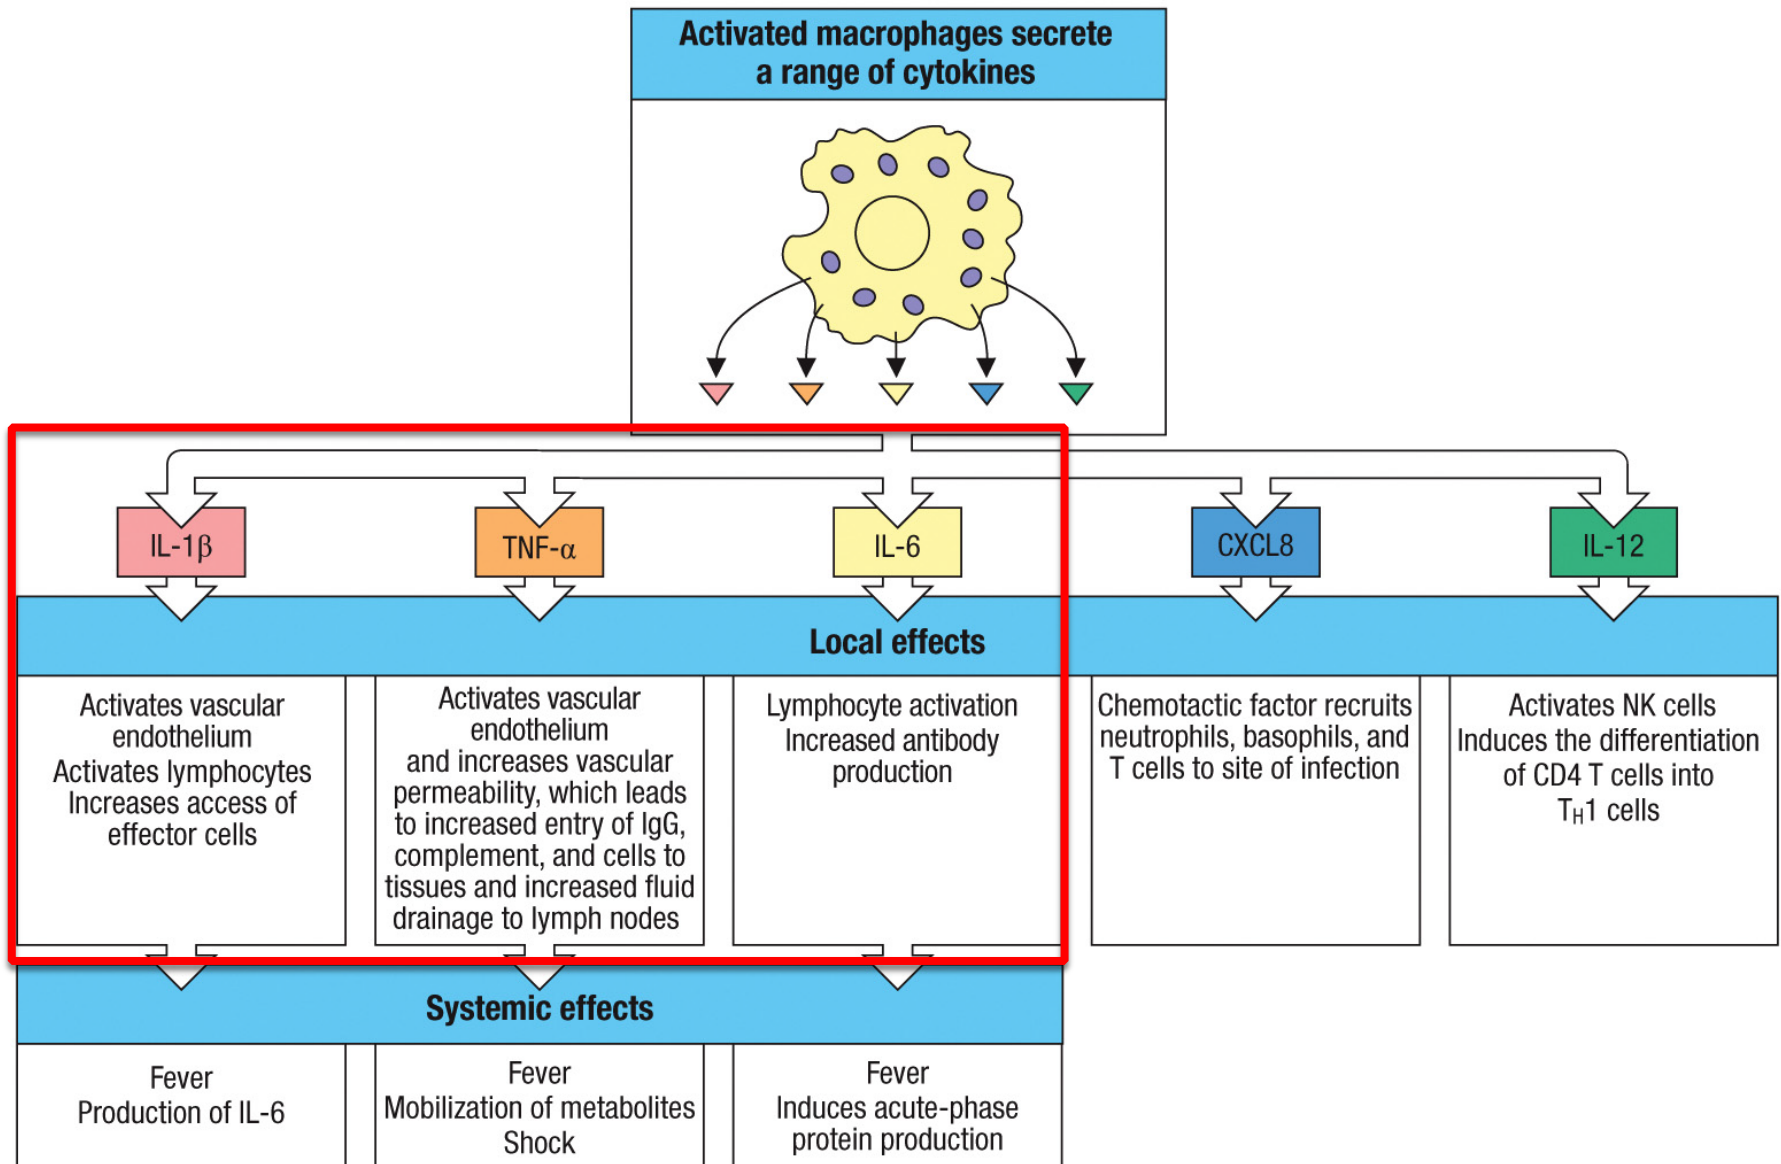 Activated macrophages secrete
a range of cytokines
IL-1β
TNF-α
IL-6
CXCL8
IL-12
Local effects
Activates vascular
endothelium
Activates lymphocytes
Increases access of
effector cells
Activates vascular
endothelium
and increases vascular
permeability, which leads
to increased entry of IgG,
complement, and cells to
tissues and increased fluid
drainage to lymph nodes
Lymphocyte activation
Increased antibody
production
Chemotactic factor recruits
neutrophils, basophils, and
T cells to site of infection
Activates NK cells
Induces the differentiation
of CD4 T cells into
TH1 cells
Systemic effects
Fever
Production of IL-6
Fever
Mobilization of metabolites
Shock
Fever
Induces acute-phase
protein production